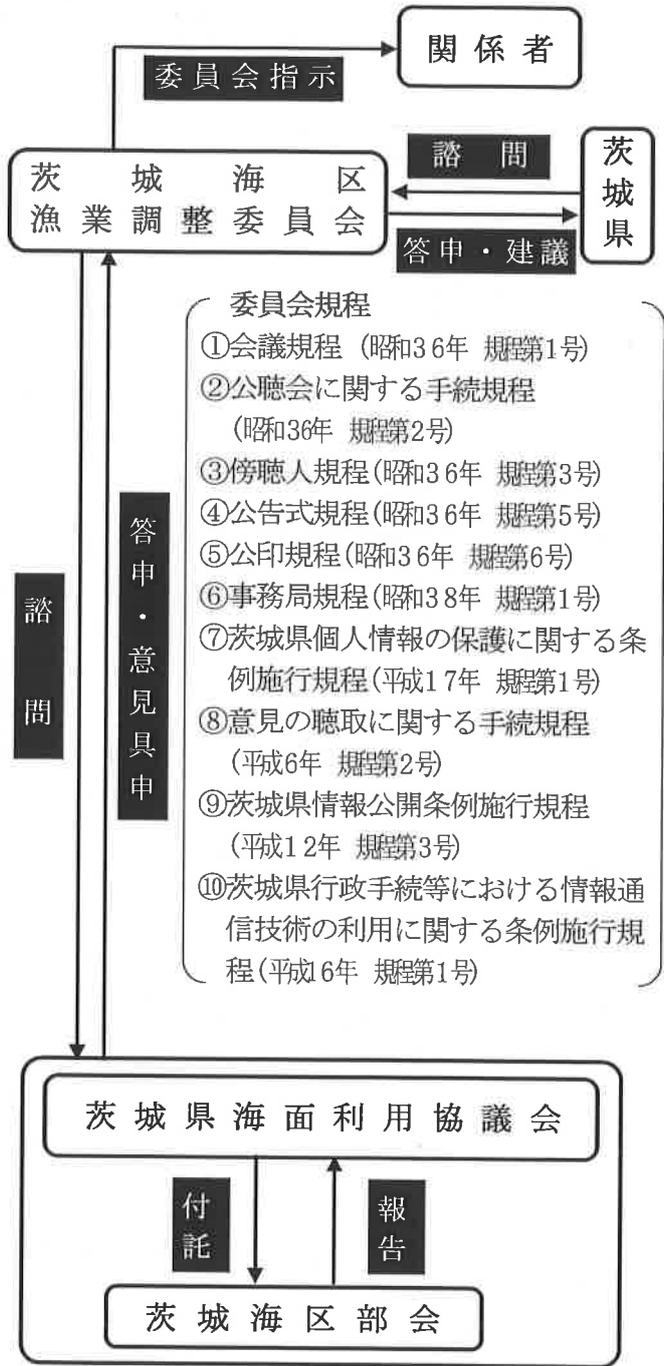 関係者
委員会指示
茨城海区
漁業調整委員会
諮問
茨城県
答申・建議
委員会規程
①会議規程 (昭和36年 規程第1号)
②公聴会に関する手続規程
(昭和36年 規程第2号)
③傍聴人規程(昭和36年 規程第3号)
④公告式規程(昭和36年 規程第5号)
⑤公印規程(昭和36年 規程第6号)
⑥事務局規程(昭和38年 規程第1号)
⑦茨城県個人情報の保護に関する条
例施行規程(平成17年 規程第1号)
⑧意見の聴取に関する手続規程
(平成6年 規程第2号)
⑨茨城県情報公開条例施行規程
(平成12年 規程第3号)
⑩茨城県行政手続等における情報通
信技術の利用に関する条例施行規
程(平成16年 規程第1号)
諮問
答申・意見具申
茨城県海面利用協議会
付託
報告
茨城海区部会